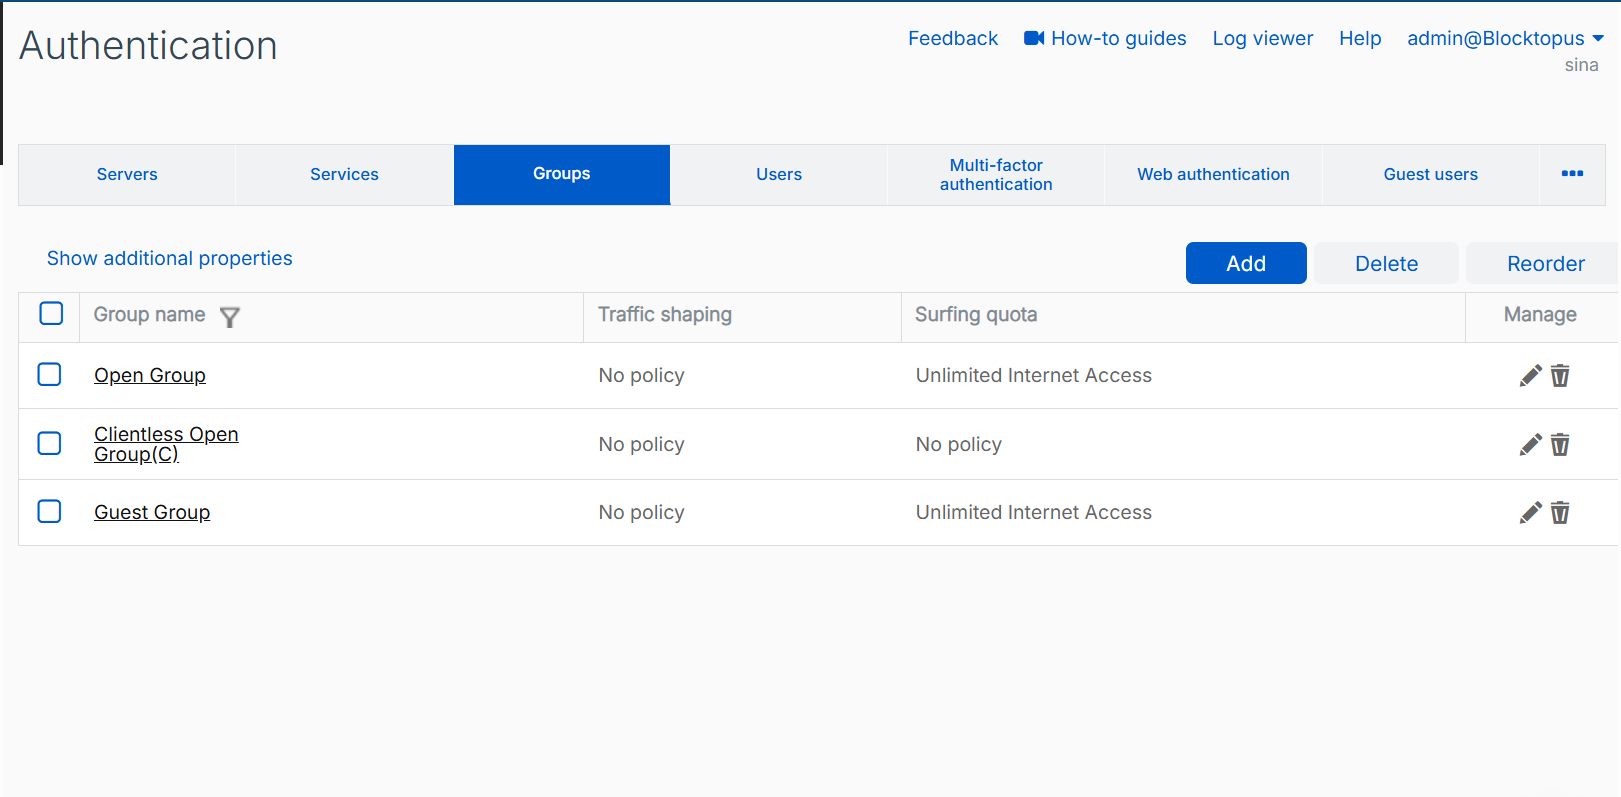 Authentication
Feedback How-to guides Log viewer Help admin@Blocktopus
sina
Servers Services Groups Users Multi-factor authentication Web authentication Guest users
Show additional properties
Add Delete Reorder
Group name Traffic shaping Surfing quota Manage
Open Group No policy Unlimited Internet Access
Clientless Open Group(C) No policy No policy
Guest Group No policy Unlimited Internet Access